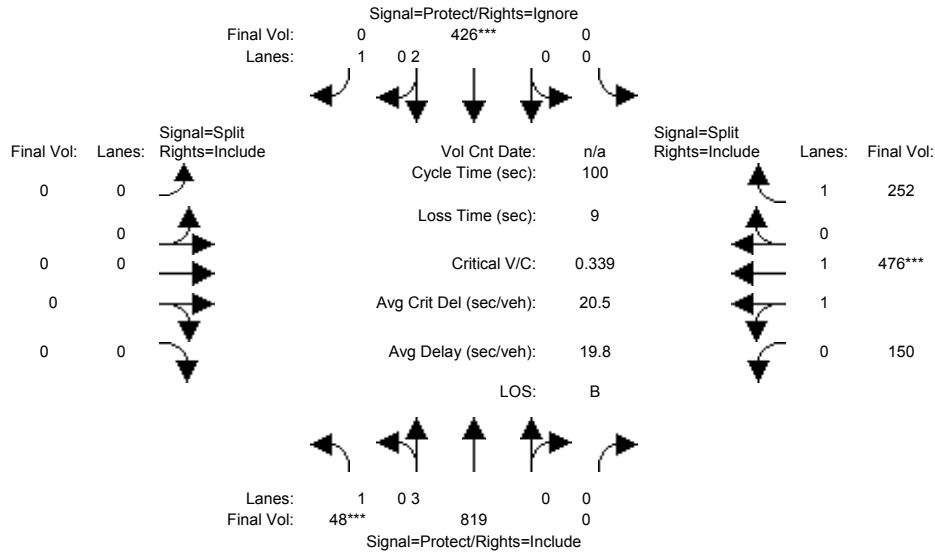 Signal=Protect/Rights=Ignore
Final Vol: 0 426*** 0
Lanes: 1 0 2 0 0
Signal=Split
Final Vol: Lanes: Rights=Include
Vol Cnt Date: n/a
Signal=Split
Rights=Include Lanes: Final Vol:
0 0
Cycle Time (sec): 100
1 252
0
Loss Time (sec): 9
0
0 0
Critical V/C: 0.339
1 476***
0
Avg Crit Del (sec/veh): 20.5
1
0 0
Avg Delay (sec/veh): 19.8
0 150
LOS: B
Lanes: 1 0 3 0 0
Final Vol: 48*** 819 0
Signal=Protect/Rights=Include